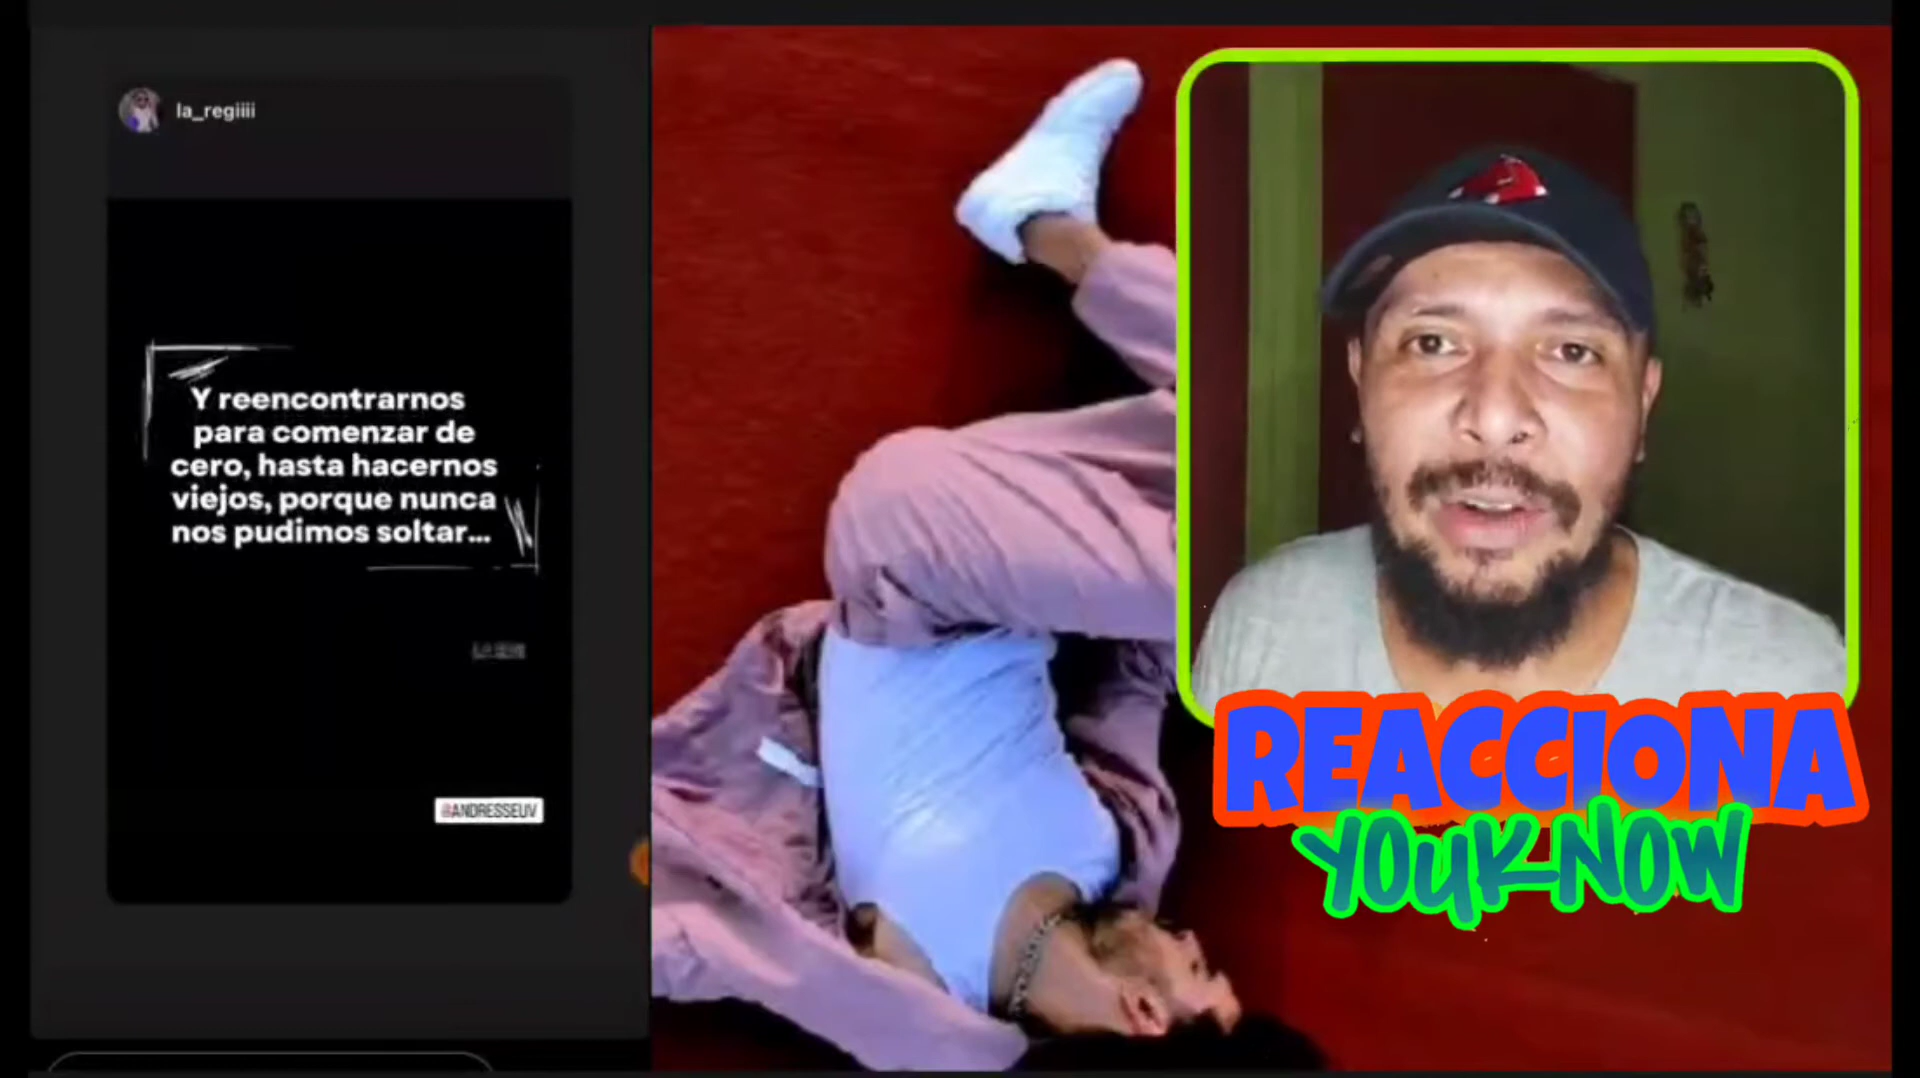 la_regiiii
Y reencontrarnos
para comenzar de
cero, hasta hacernos
viejos, porque nunca
nos pudimos soltar...
@ANDRESSEUV
REACCIONA
YOUK NOW